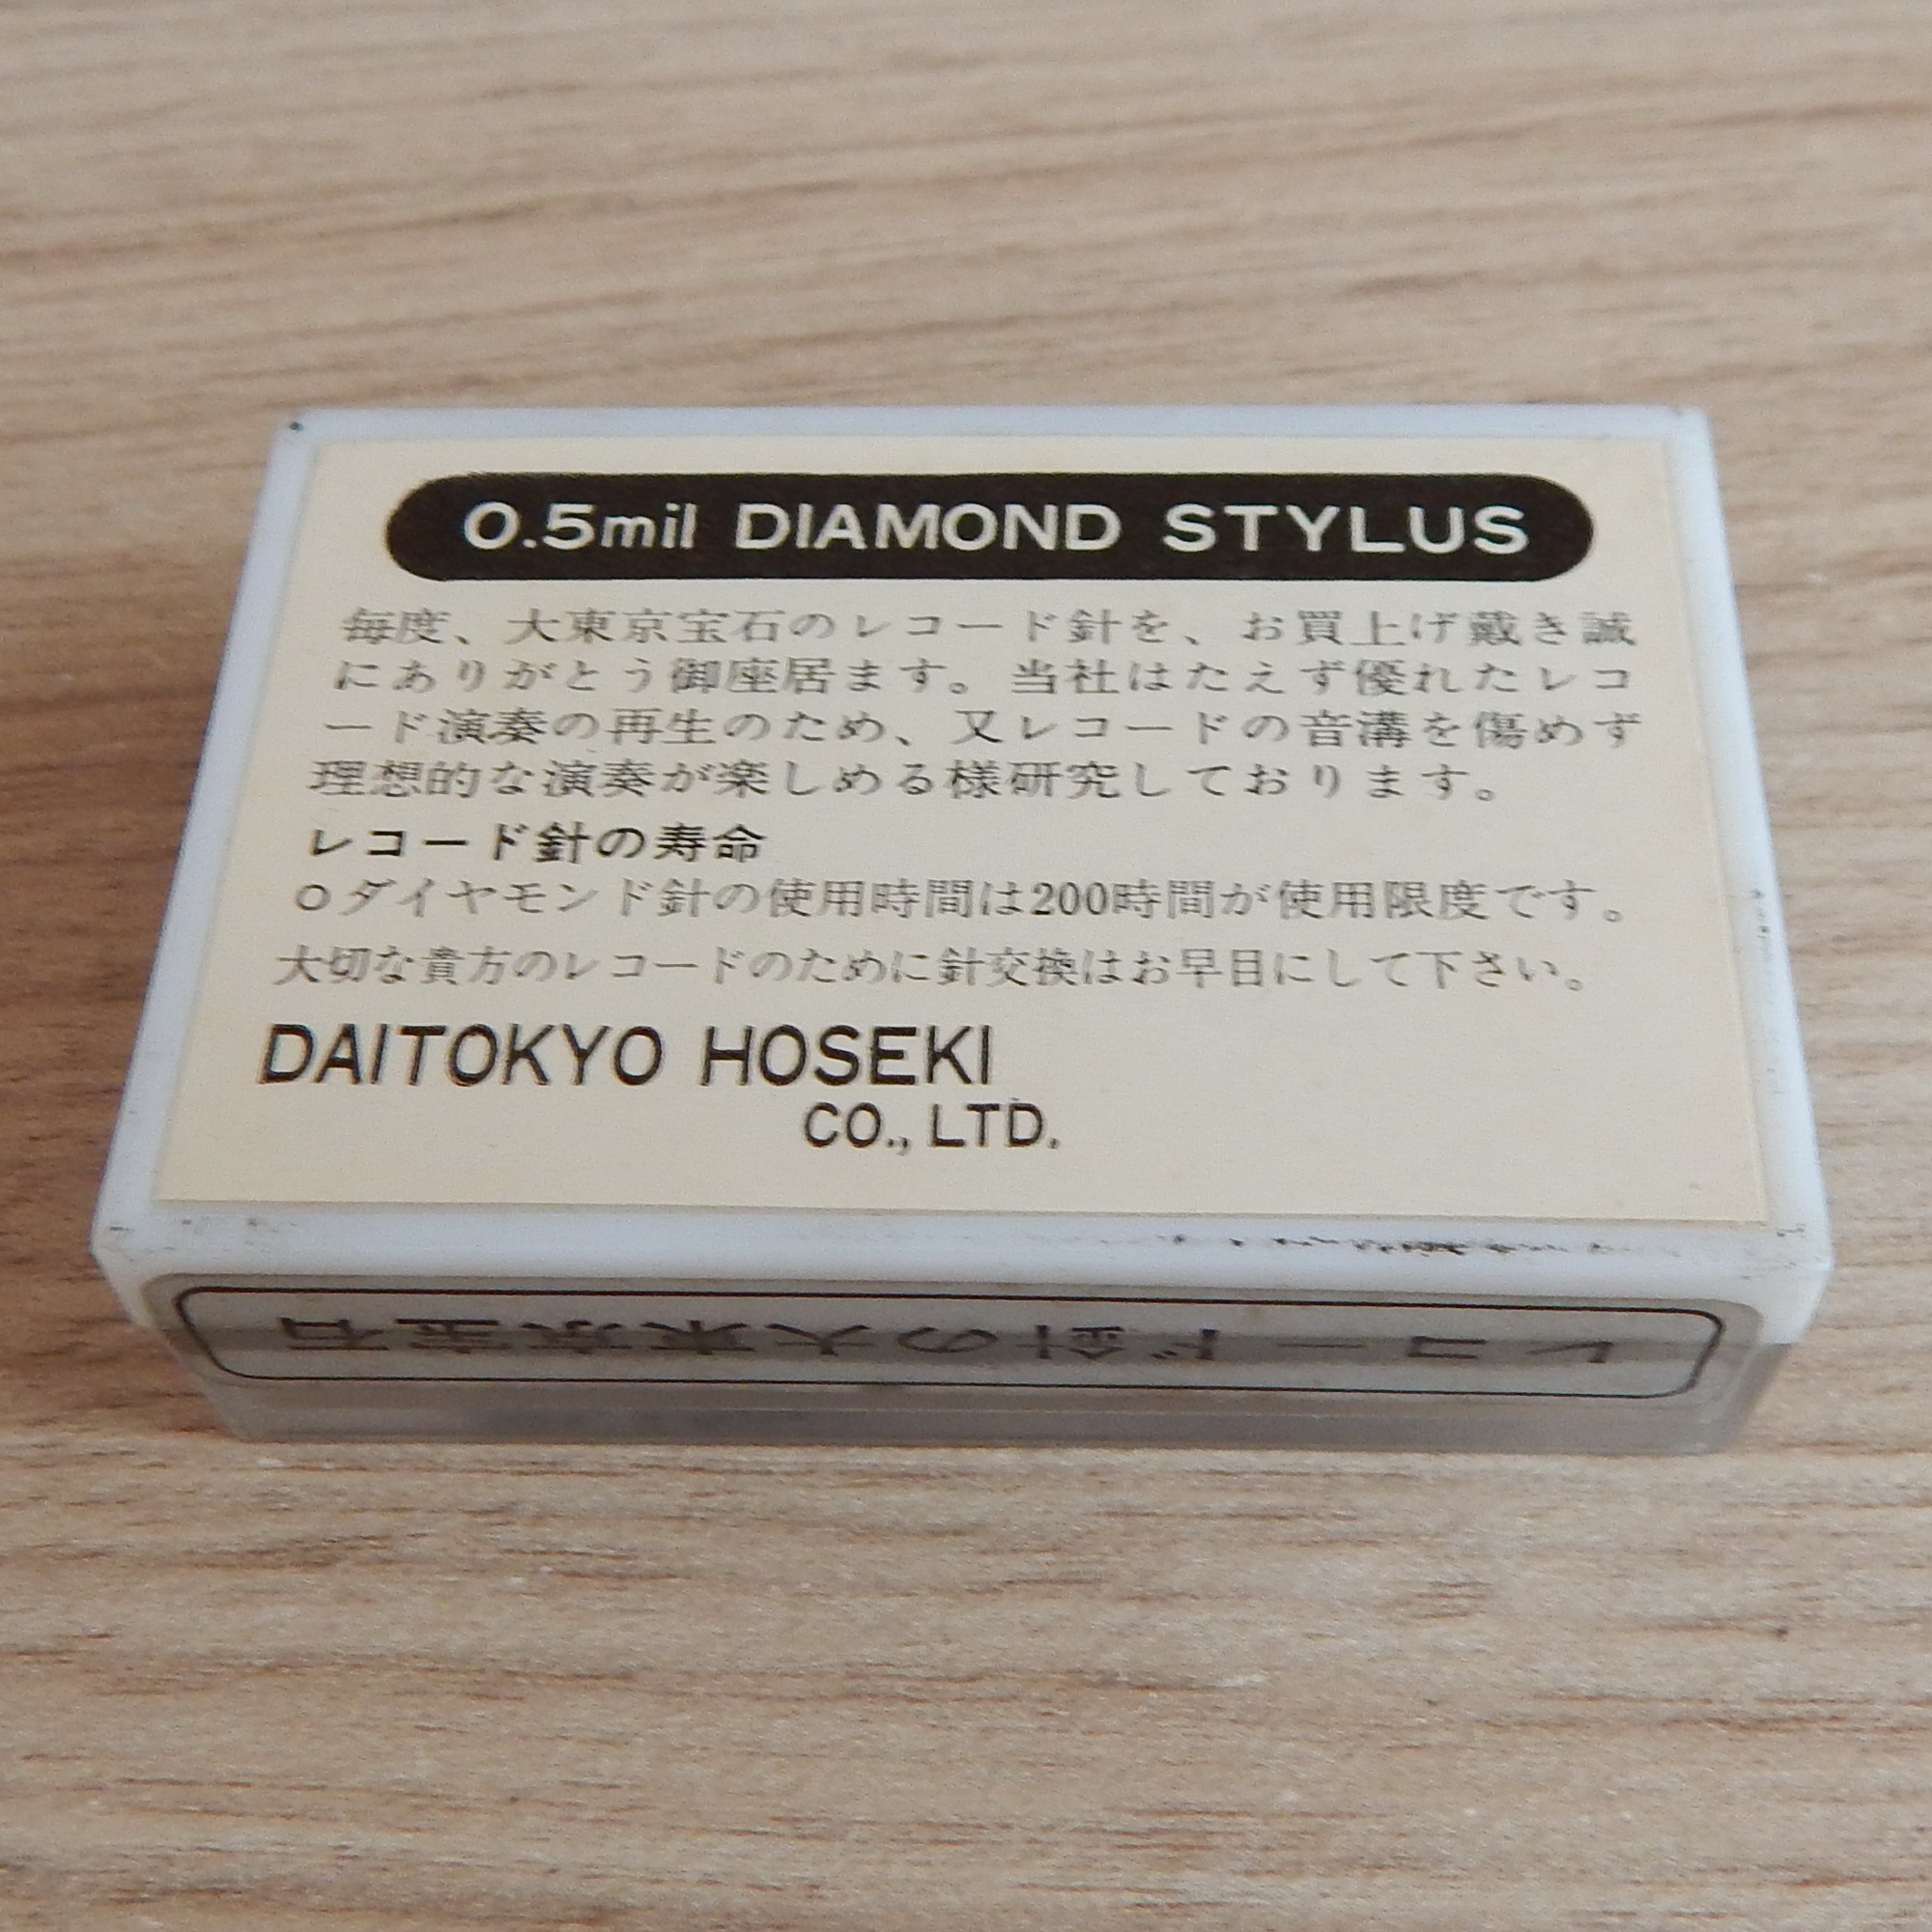 0.5mil DIAMOND STYLUS
毎度、大東京宝石のレコード針を、お買上げ戴き誠
にありがとう御座居ます。当社はたえず優れたレコ
ード演奏の再生のため、又レコードの音溝を傷めず
理想的な演奏が楽しめる様研究しております。
レコード針の寿命
○ダイヤモンド針の使用時間は200時間が使用限度です。
大切な貴方のレコードのために針交換はお早目にして下さい。
DAITOKYO HOSEKI
CO., LTD.
レコード針の大東京宝石